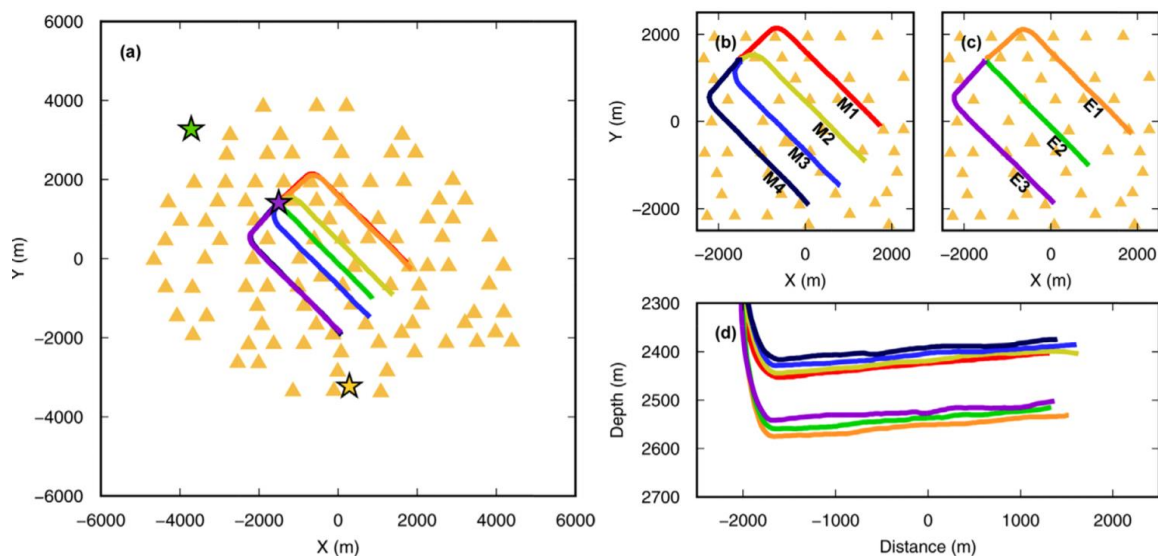 (a)
6000
4000
2000
0
−2000
−4000
−6000
−6000 −4000 −2000 0 2000 4000 6000
X (m)
Y (m)
(b)
2000
0
−2000
−2000 0 2000
X (m)
Y (m)
M1
M2
M3
M4
(c)
−2000 0 2000
X (m)
E1
E2
E3
(d)
2300
2400
2500
2600
2700
−2000 −1000 0 1000 2000
Distance (m)
Depth (m)